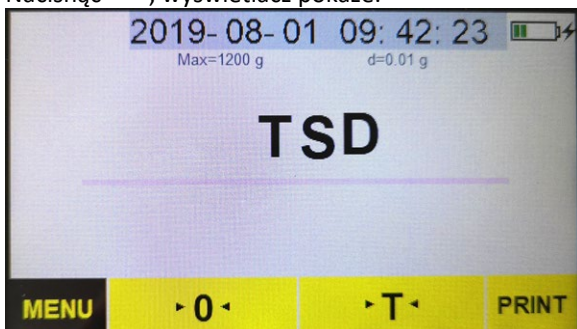 2019-08-01 09:42:23
Max=1200 g d=0.01 g
TSD
MENU ▸0◂ ▸T◂ PRINT